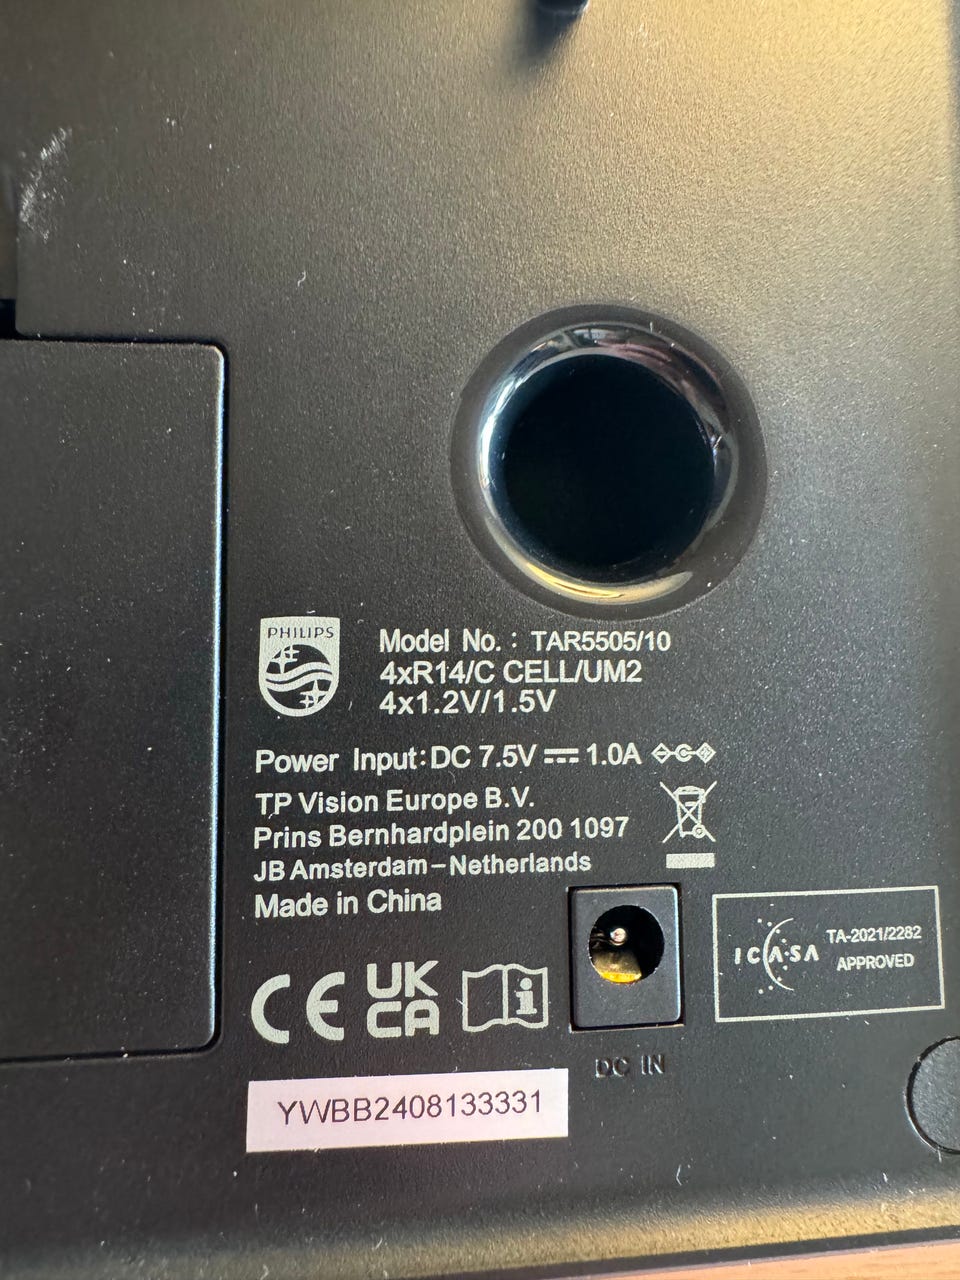 PHILIPS
Model No. : TAR5505/10
4xR14/C CELL/UM2
4x1.2V/1.5V
Power Input: DC 7.5V ⎓ 1.0A
TP Vision Europe B.V.
Prins Bernhardplein 200 1097
JB Amsterdam – Netherlands
Made in China
ICASA TA-2021/2282
APPROVED
CE UK
CA
i
DC IN
YWBB2408133331